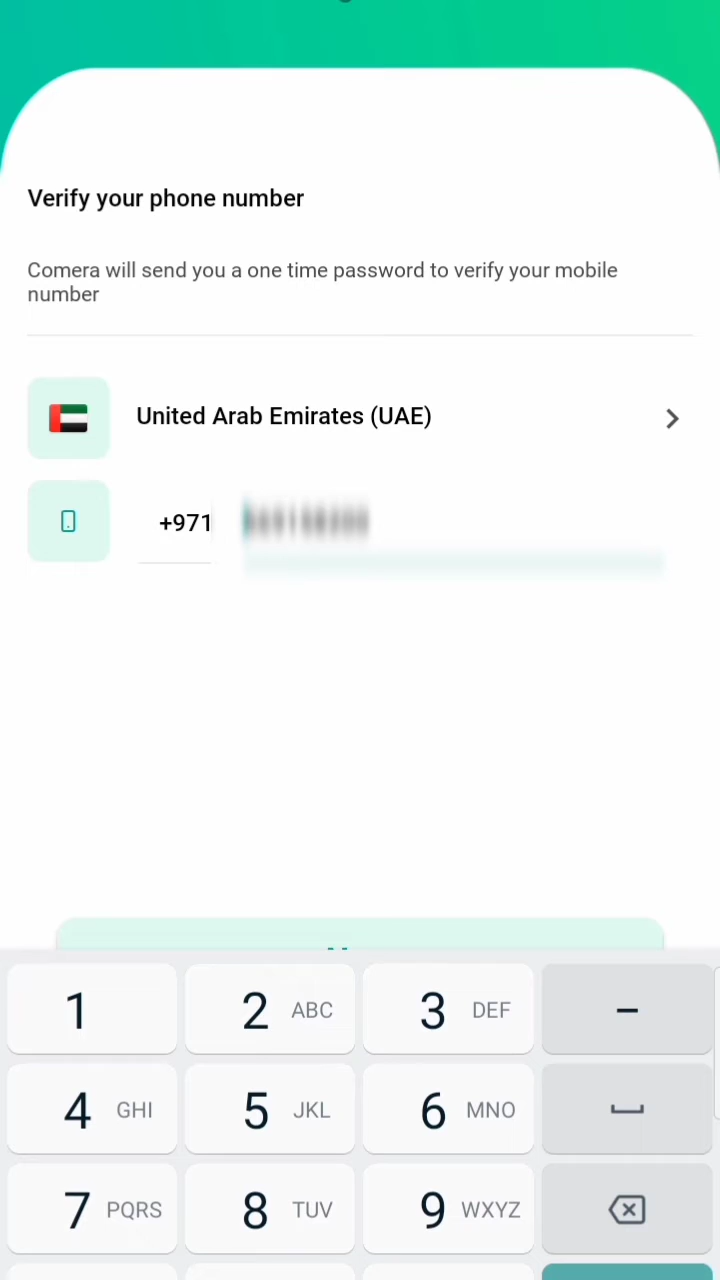 Verify your phone number
Comera will send you a one time password to verify your mobile
number
United Arab Emirates (UAE)
+971
1
2 ABC
3 DEF
–
4 GHI
5 JKL
6 MNO
7 PQRS
8 TUV
9 WXYZ